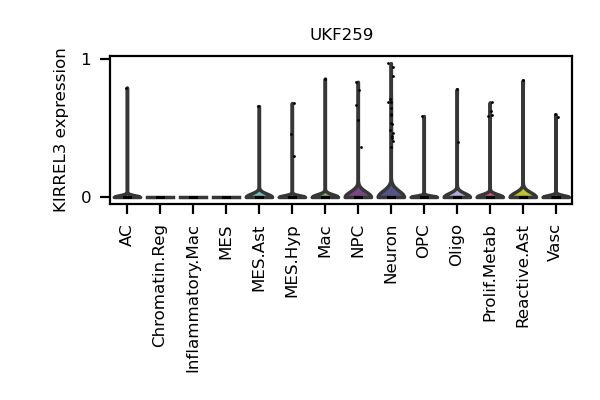 UKF259
KIRREL3 expression
1
0
AC
Chromatin.Reg
Inflammatory.Mac
MES
MES.Ast
MES.Hyp
Mac
NPC
Neuron
OPC
Oligo
Prolif.Metab
Reactive.Ast
Vasc